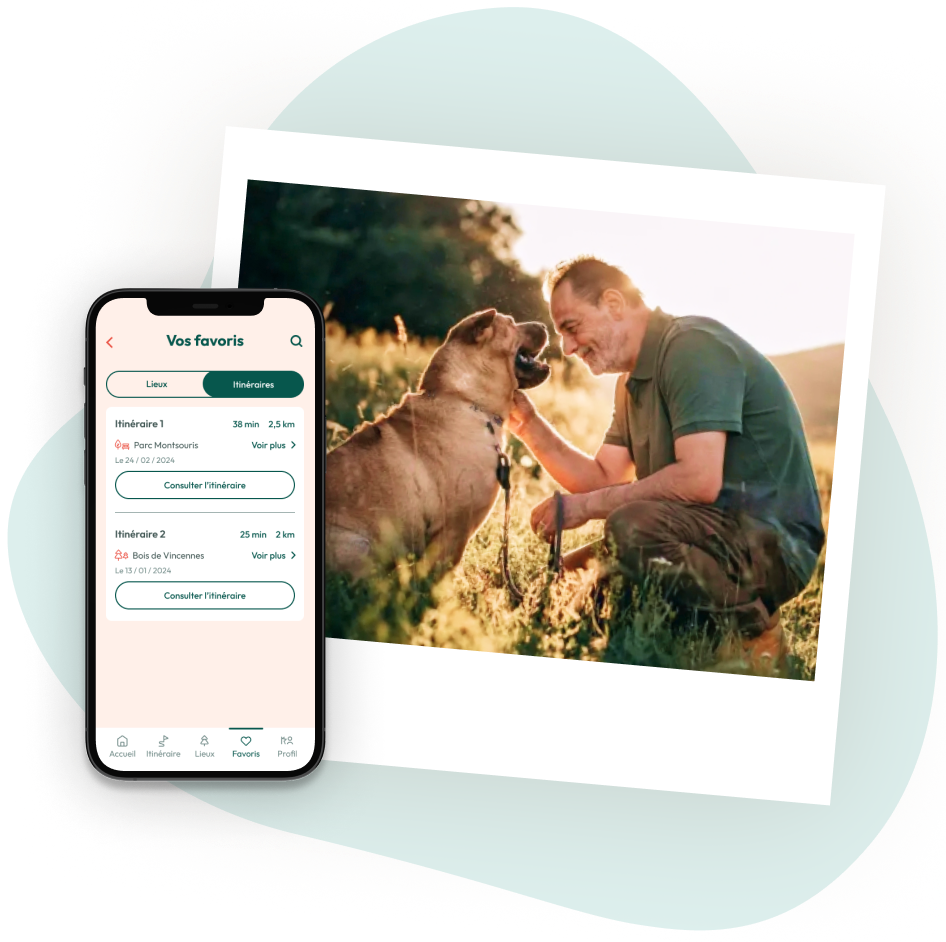 Vos favoris
Lieux Itinéraires
Itinéraire 1 38 min 2,5 km
Parc Montsouris Voir plus
Le 24 / 02 / 2024
Consulter l'itinéraire
Itinéraire 2 25 min 2 km
Bois de Vincennes Voir plus
Le 13 / 01 / 2024
Consulter l'itinéraire
Accueil Itinéraire Lieux Favoris Profil